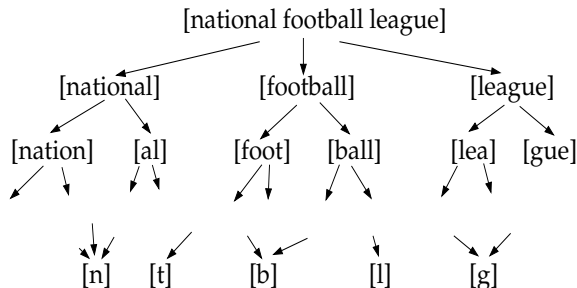 [national football league]
[national] [football] [league]
[nation] [al] [foot] [ball] [lea] [gue]
[n] [t] [b] [l] [g]